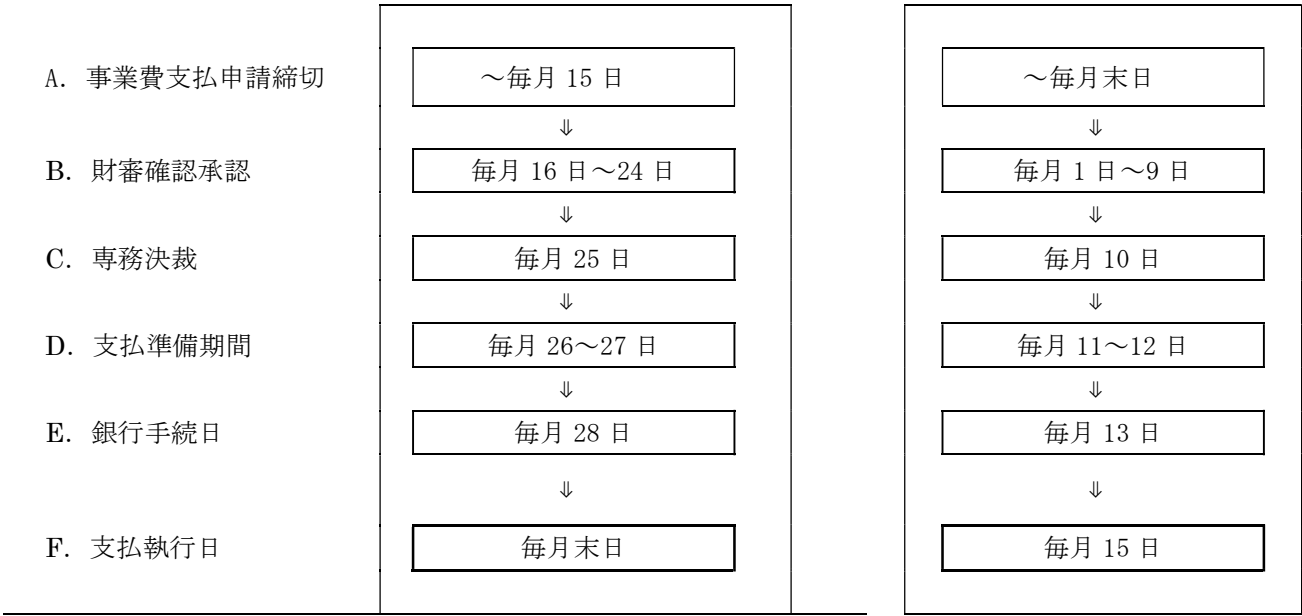 A. 事業費支払申請締切 ～毎月 15 日 ～毎月末日
⇓ ⇓
B. 財審確認承認 毎月 16 日～24 日 毎月 1 日～9 日
⇓ ⇓
C. 専務決裁 毎月 25 日 毎月 10 日
⇓ ⇓
D. 支払準備期間 毎月 26～27 日 毎月 11～12 日
⇓ ⇓
E. 銀行手続日 毎月 28 日 毎月 13 日
⇓ ⇓
F. 支払執行日 毎月末日 毎月 15 日